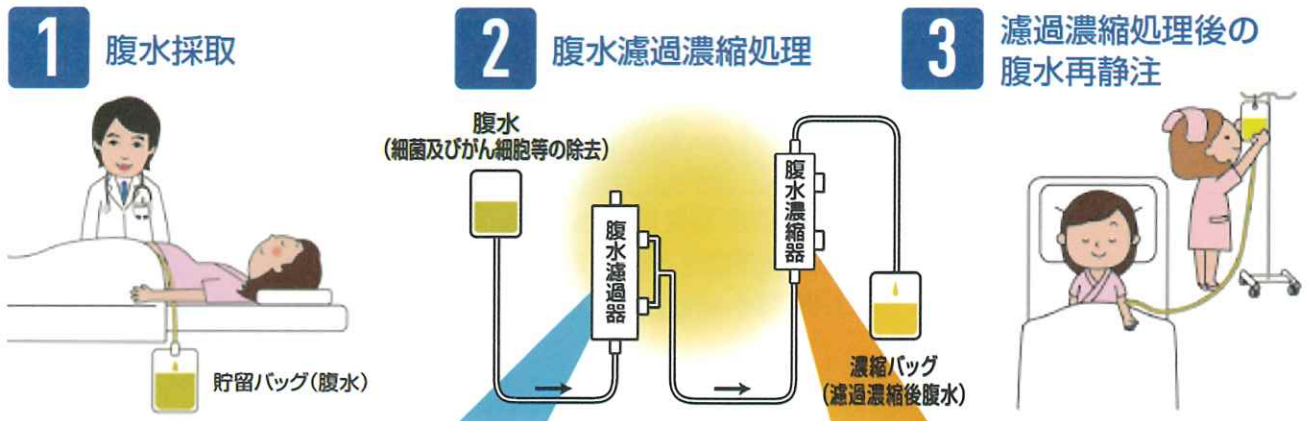 1 腹水採取
貯留バッグ(腹水)
2 腹水濾過濃縮処理
腹水
(細菌及びがん細胞等の除去)
腹水濾過器
腹水濃縮器
濃縮バッグ
(濾過濃縮後腹水)
3 濾過濃縮処理後の
腹水再静注